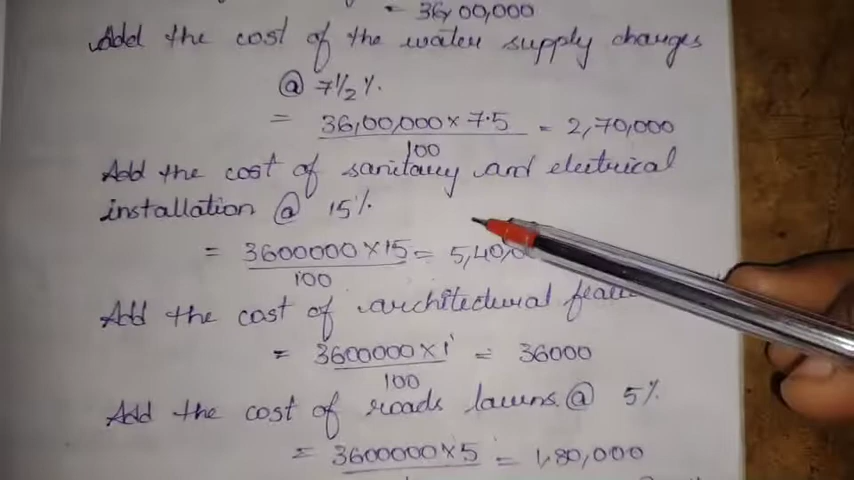 = 36,00,000
Add the cost of the water supply charges
@ 7 1/2 %.
= 36,00,000 × 7.5 / 100 = 2,70,000
Add the cost of sanitary and electrical
installation @ 15%.
= 3600000 × 15 / 100 = 5,40,0
Add the cost of architectural
= 3600000 × 1 / 100 = 36000
Add the cost of roads lawns @ 5%
= 3600000 × 5 = 1,80,000